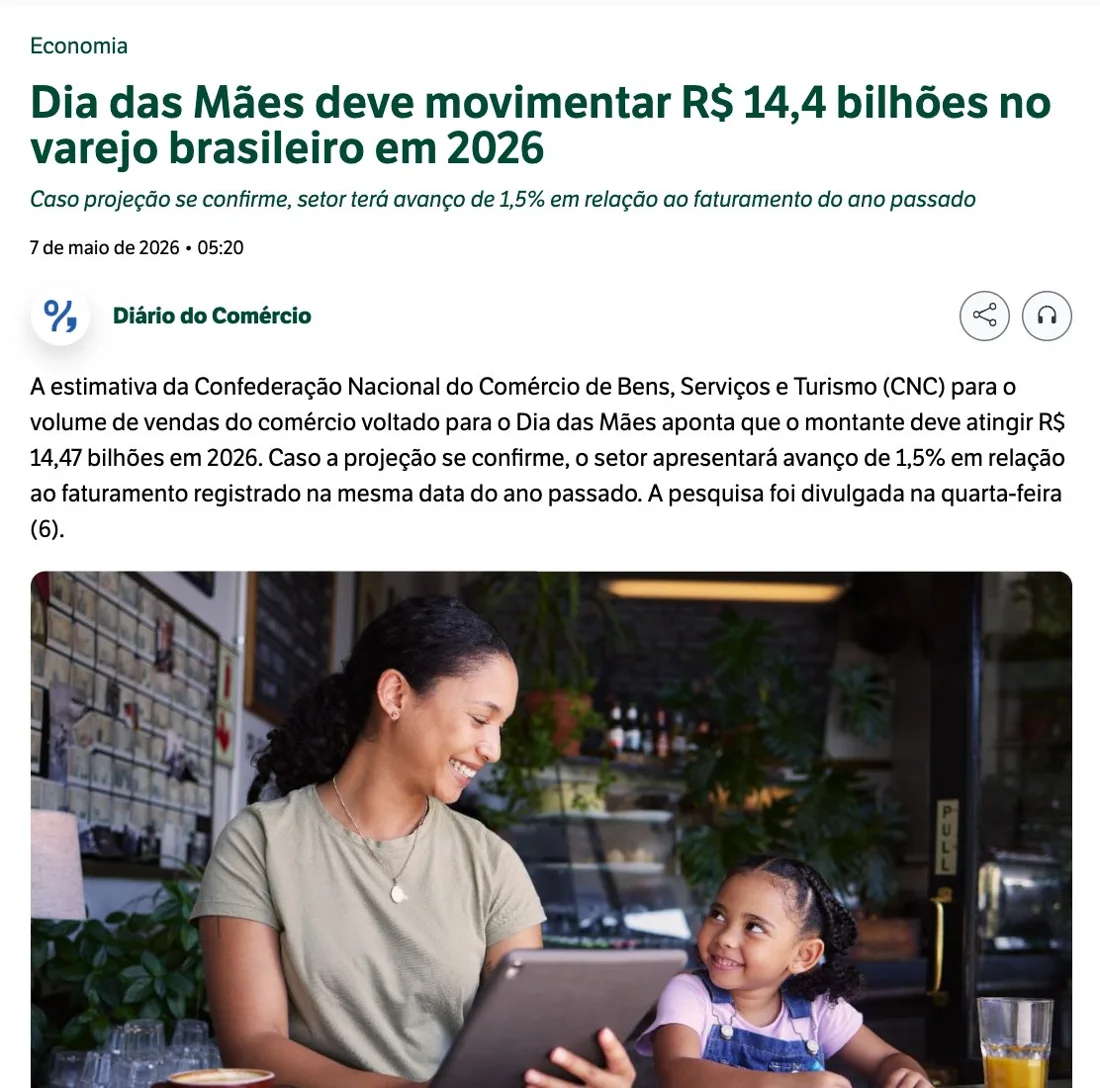 Economia
Dia das Mães deve movimentar R$ 14,4 bilhões no
varejo brasileiro em 2026
Caso projeção se confirme, setor terá avanço de 1,5% em relação ao faturamento do ano passado
7 de maio de 2026 • 05:20
Diário do Comércio
A estimativa da Confederação Nacional do Comércio de Bens, Serviços e Turismo (CNC) para o
volume de vendas do comércio voltado para o Dia das Mães aponta que o montante deve atingir R$
14,47 bilhões em 2026. Caso a projeção se confirme, o setor apresentará avanço de 1,5% em relação
ao faturamento registrado na mesma data do ano passado. A pesquisa foi divulgada na quarta-feira
(6).
PULL